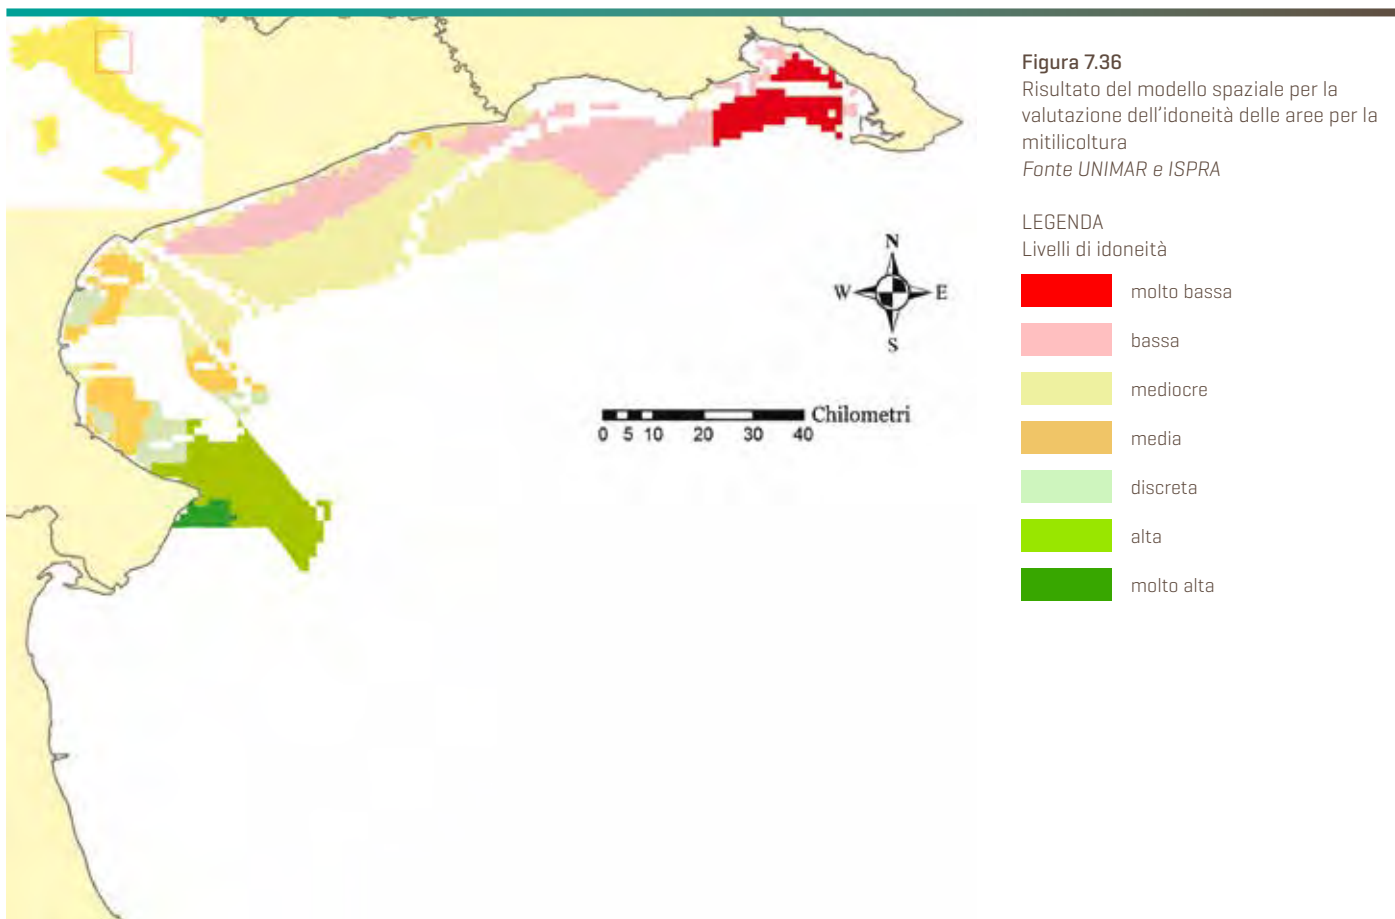 Figura 7.36
Risultato del modello spaziale per la
valutazione dell'idoneità delle aree per la
mitilicoltura
Fonte UNIMAR e ISPRA
LEGENDA
Livelli di idoneità
molto bassa
bassa
mediocre
media
discreta
alta
molto alta
N
W E
S
Chilometri
0 5 10 20 30 40